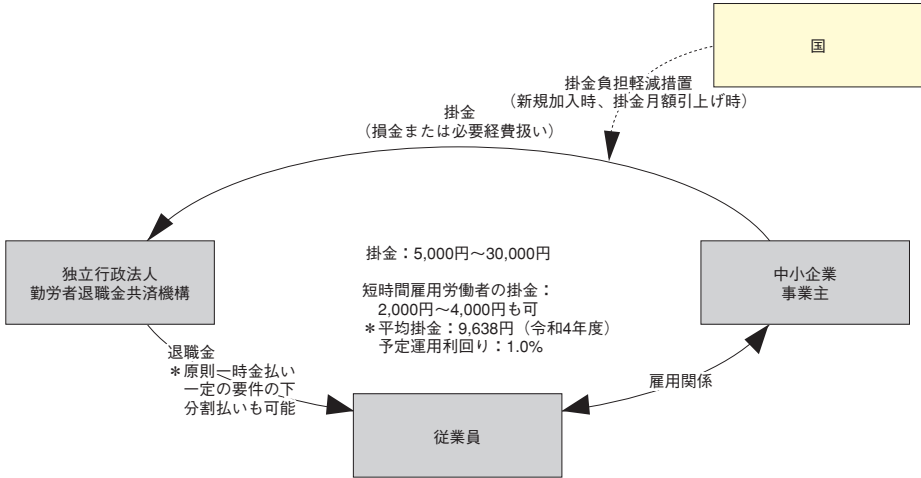 国
掛金負担軽減措置
（新規加入時、掛金月額引上げ時）
掛金
（損金または必要経費扱い）
独立行政法人
勤労者退職金共済機構
掛金：5,000円～30,000円
短時間雇用労働者の掛金：
2,000円～4,000円も可
＊平均掛金：9,638円（令和4年度）
予定運用利回り：1.0%
中小企業
事業主
退職金
＊原則一時金払い
一定の要件の下
分割払いも可能
雇用関係
従業員